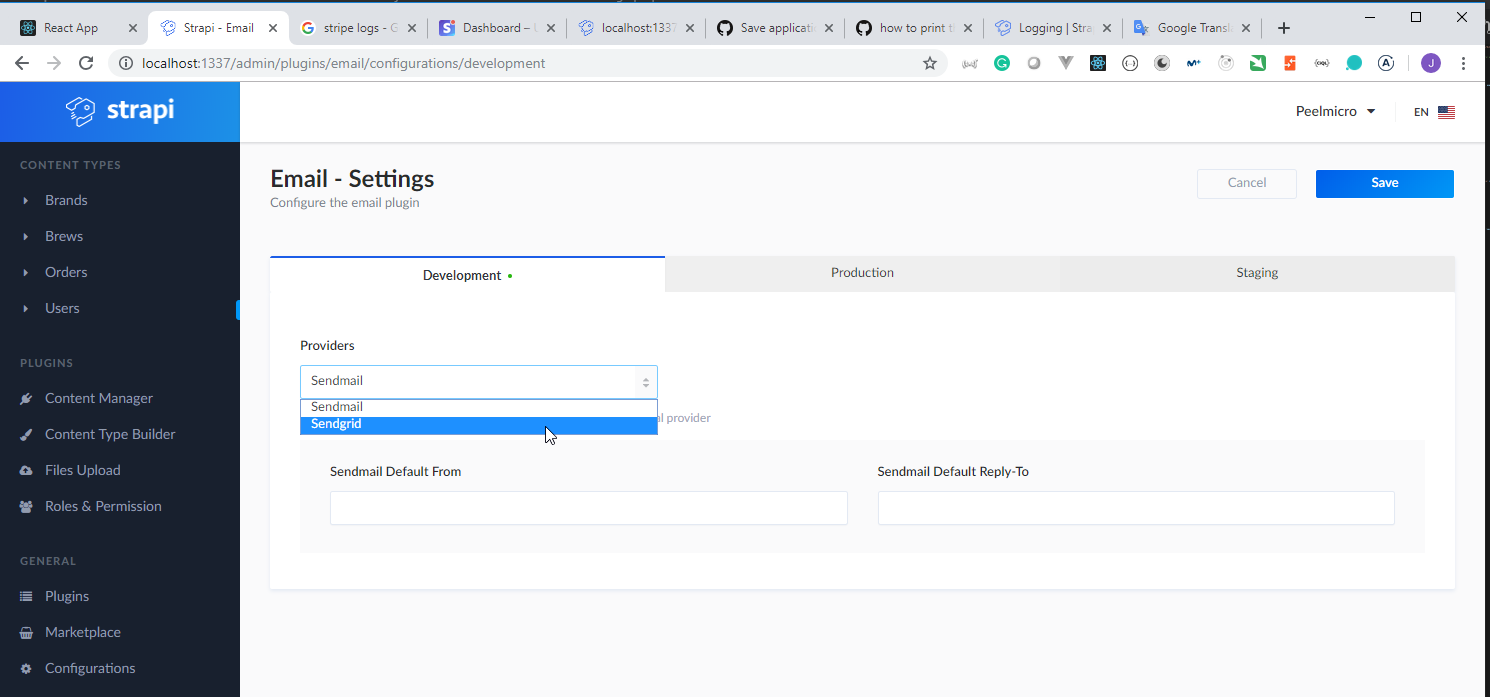 React App
Strapi - Email
stripe logs - G
Dashboard –
localhost:1337
Save applicati
how to print t
Logging | Stra
Google Transl
localhost:1337/admin/plugins/email/configurations/development
J
strapi
Peelmicro
EN
CONTENT TYPES
Brands
Brews
Orders
Users
PLUGINS
Content Manager
Content Type Builder
Files Upload
Roles & Permission
GENERAL
Plugins
Marketplace
Configurations
Email - Settings
Configure the email plugin
Cancel
Save
Development
Production
Staging
Providers
Sendmail
Sendmail
Sendgrid
al provider
Sendmail Default From
Sendmail Default Reply-To